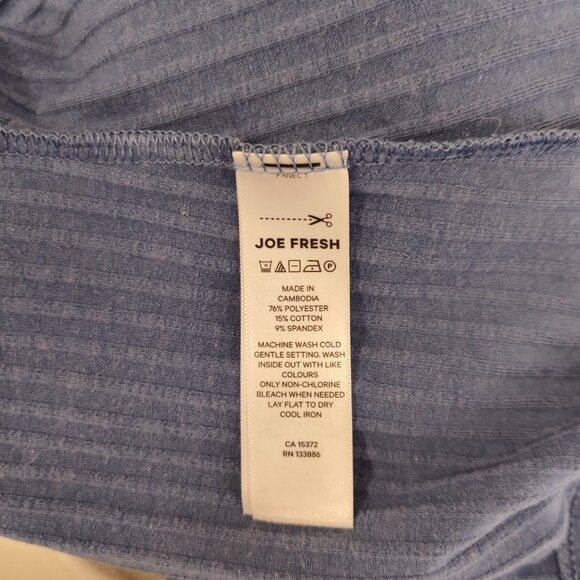 PANEL 1
JOE FRESH
MADE IN
CAMBODIA
76% POLYESTER
15% COTTON
9% SPANDEX
MACHINE WASH COLD
GENTLE SETTING. WASH
INSIDE OUT WITH LIKE
COLOURS
ONLY NON-CHLORINE
BLEACH WHEN NEEDED
LAY FLAT TO DRY
COOL IRON
CA 15372
RN 133886